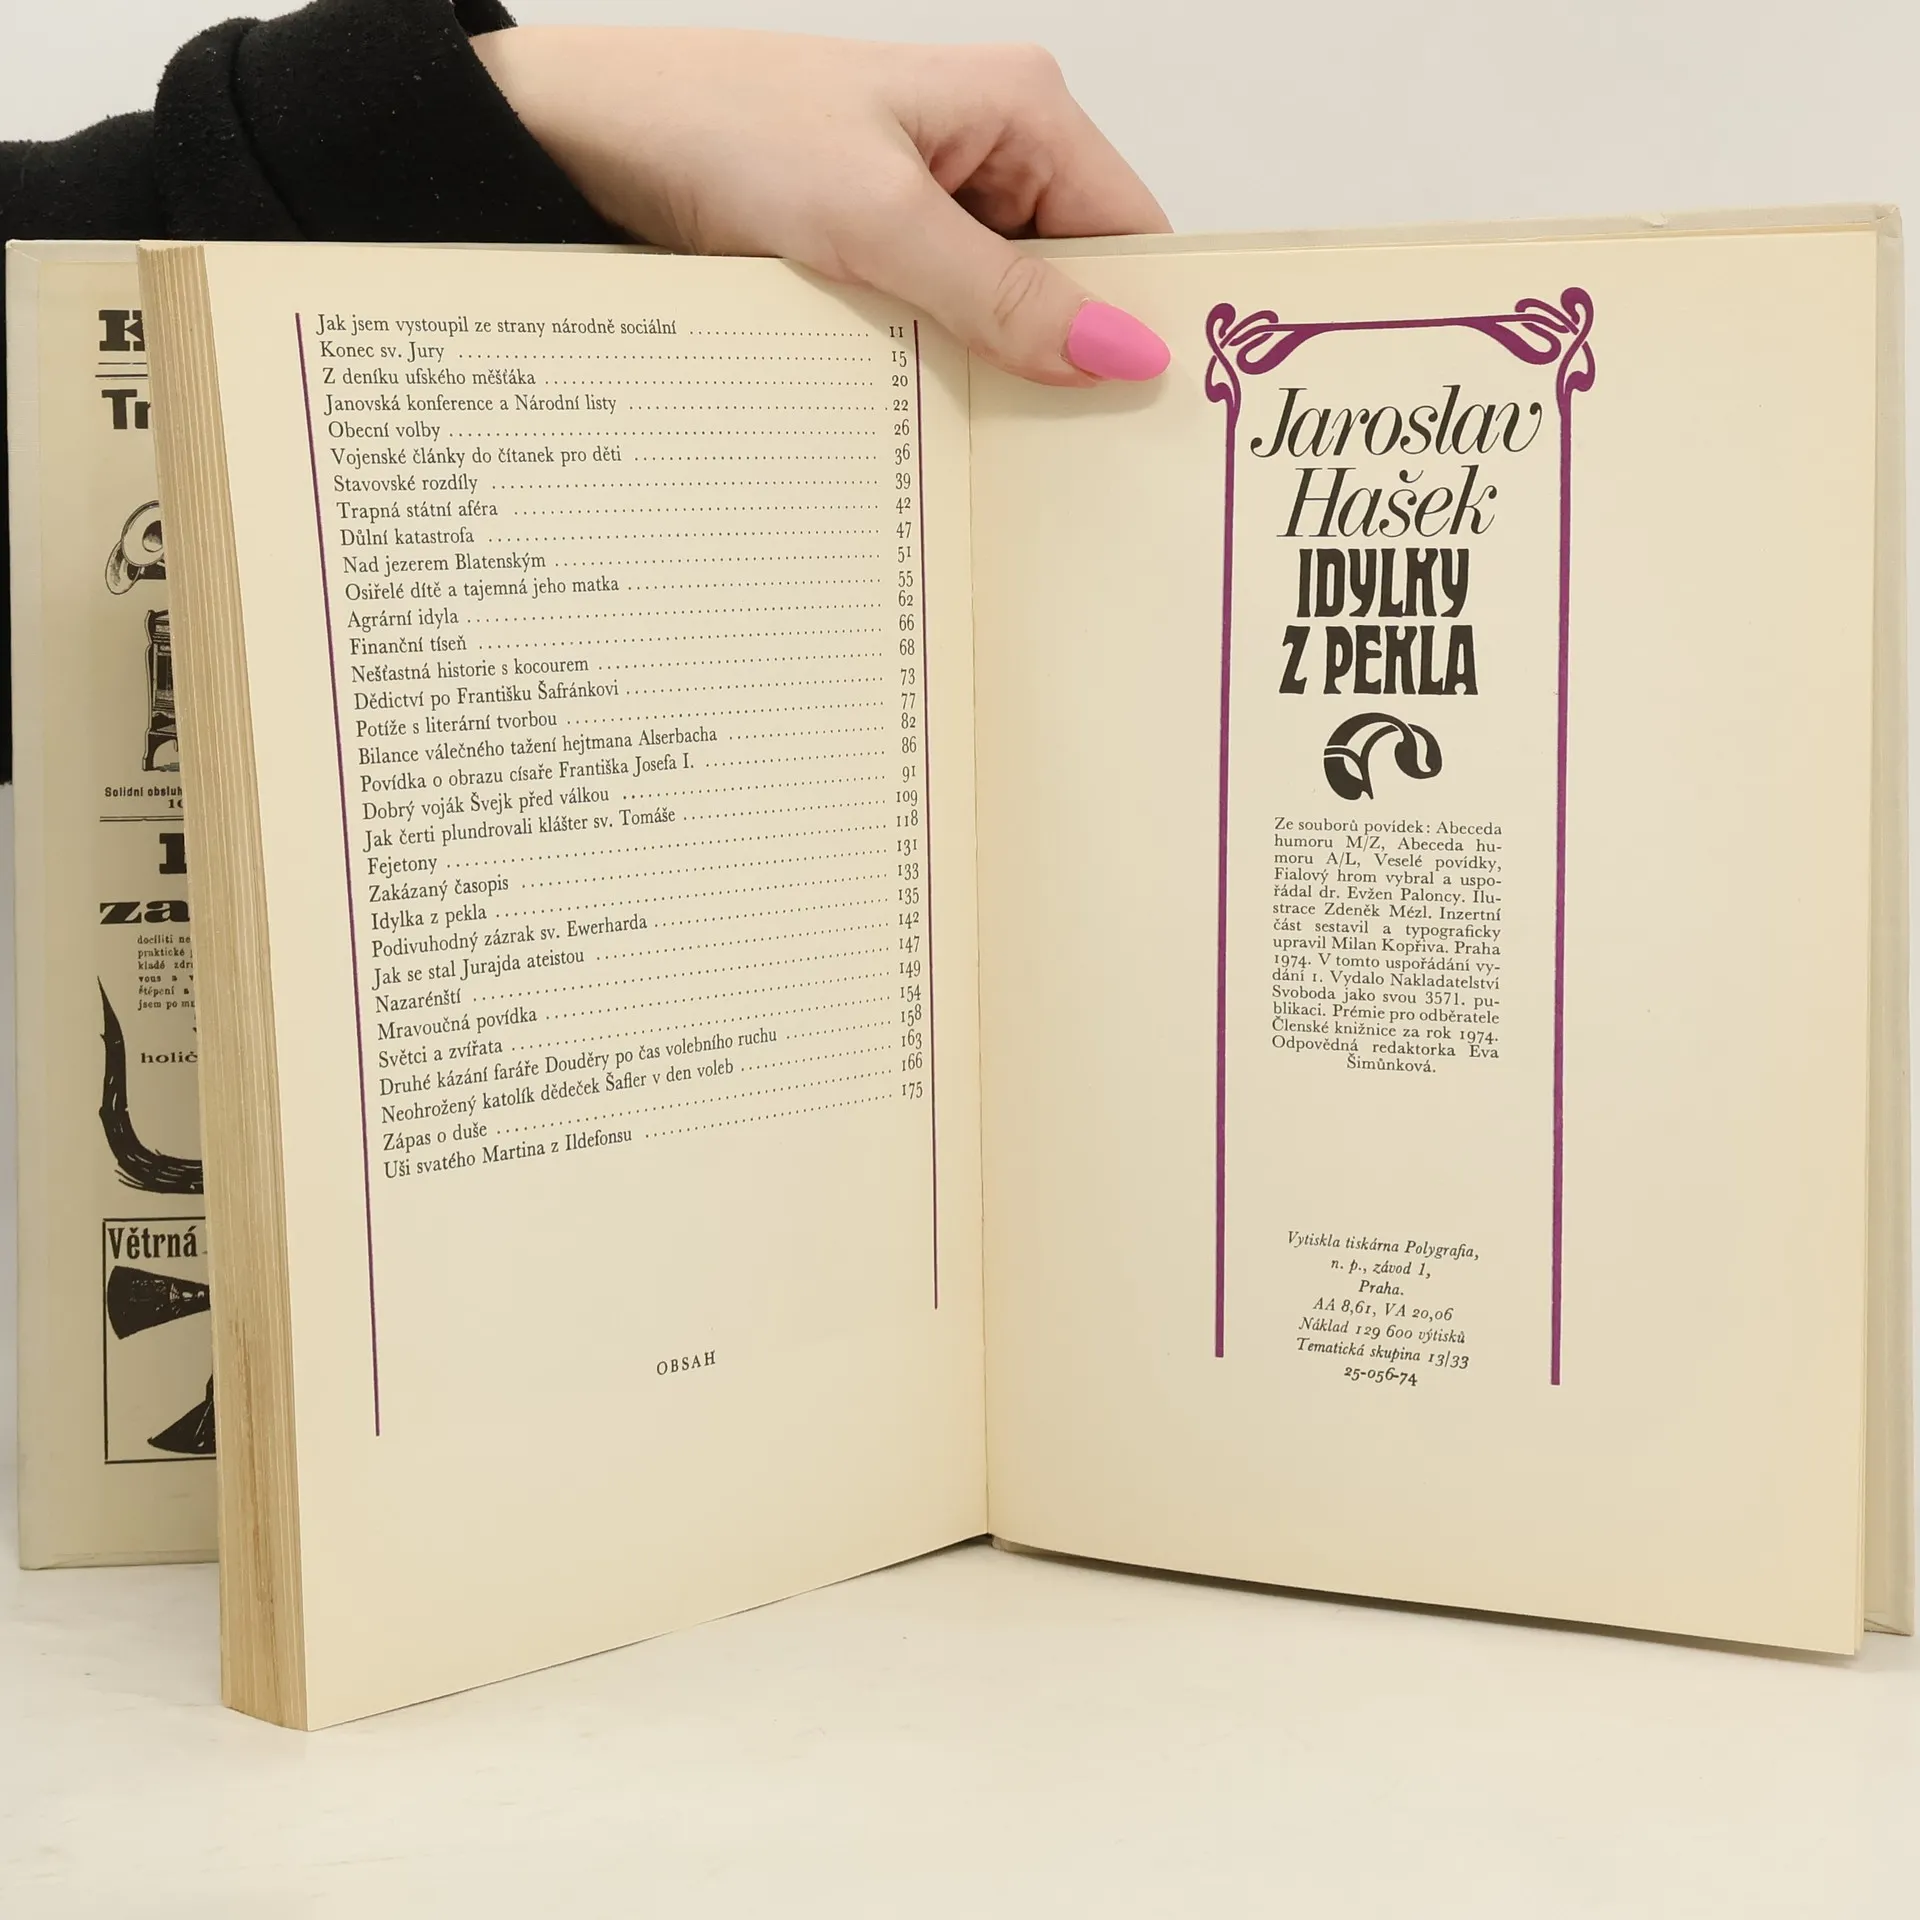 Solidní
docílíti
praktické
holič
Větrná
Jak jsem vystoupil ze strany národně sociální ........ 11
Konec sv. Jury ........ 15
Z deníku ufského měšťáka ........ 20
Janovská konference a Národní listy ........ 22
Obecní volby ........ 26
Vojenské články do čítanek pro děti ........ 36
Stavovské rozdíly ........ 39
Trapná státní aféra ........ 42
Důlní katastrofa ........ 47
Nad jezerem Blatenským ........ 51
Osiřelé dítě a tajemná jeho matka ........ 55
Agrární idyla ........ 62
Finanční tíseň ........ 66
Nešťastná historie s kocourem ........ 68
Dědictví po Františku Šafránkovi ........ 73
Potíže s literární tvorbou ........ 77
Bilance válečného tažení hejtmana Alserbacha ........ 82
Povídka o obrazu císaře Františka Josefa I. ........ 86
Dobrý voják Švejk před válkou ........ 91
Jak čerti plundrovali klášter sv. Tomáše ........ 109
Fejetony ........ 118
Zakázaný časopis ........ 131
Idylka z pekla ........ 133
Podivuhodný zázrak sv. Ewerharda ........ 135
Jak se stal Jurajda ateistou ........ 142
Nazarénští ........ 147
Mravoučná povídka ........ 149
Světci a zvířata ........ 154
Druhé kázání faráře Douděry po čas volebního ruchu ........ 158
Neohrožený katolík dědeček Šafler v den voleb ........ 163
Zápas o duše ........ 166
Uši svatého Martina z Ildefonsu ........ 175
OBSAH
Jaroslav
Hašek
IDYLKY
Z PEKLA
Ze souborů povídek: Abeceda
humoru M/Z, Abeceda hu-
moru A/L, Veselé povídky,
Fialový hrom vybral a uspo-
řádal dr. Evžen Paloncy. Ilu-
strace Zdeněk Mézl. Inzertní
část sestavil a typograficky
upravil Milan Kopřiva. Praha
1974. V tomto uspořádání vy-
dání 1. Vydalo Nakladatelství
Svoboda jako svou 3571. pu-
blikaci. Prémie pro odběratele
Členské knižnice za rok 1974.
Odpovědná redaktorka Eva
Šimůnková.
Vytiskla tiskárna Polygrafia,
n. p., závod 1,
Praha.
AA 8,61, VA 20,06
Náklad 129 600 výtisků
Tematická skupina 13/33
25-056-74